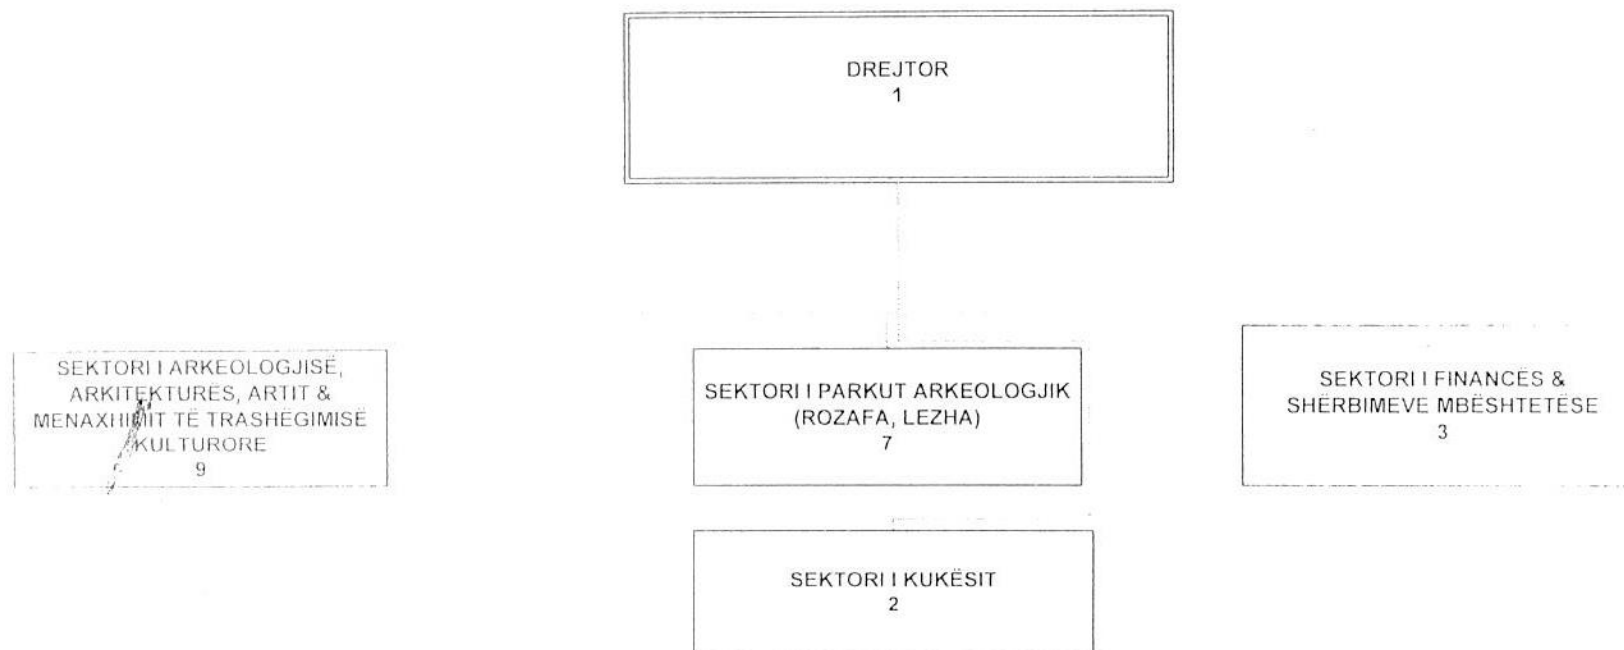 DREJTOR
1
SEKTORI I ARKEOLOGJISË,
ARKITEKTURËS, ARTIT &
MENAXHIMIT TË TRASHËGIMISË
KULTURORE
9
SEKTORI I PARKUT ARKEOLOGJIK
(ROZAFA, LEZHA)
7
SEKTORI I FINANCËS &
SHËRBIMEVE MBËSHTETËSE
3
SEKTORI I KUKËSIT
2